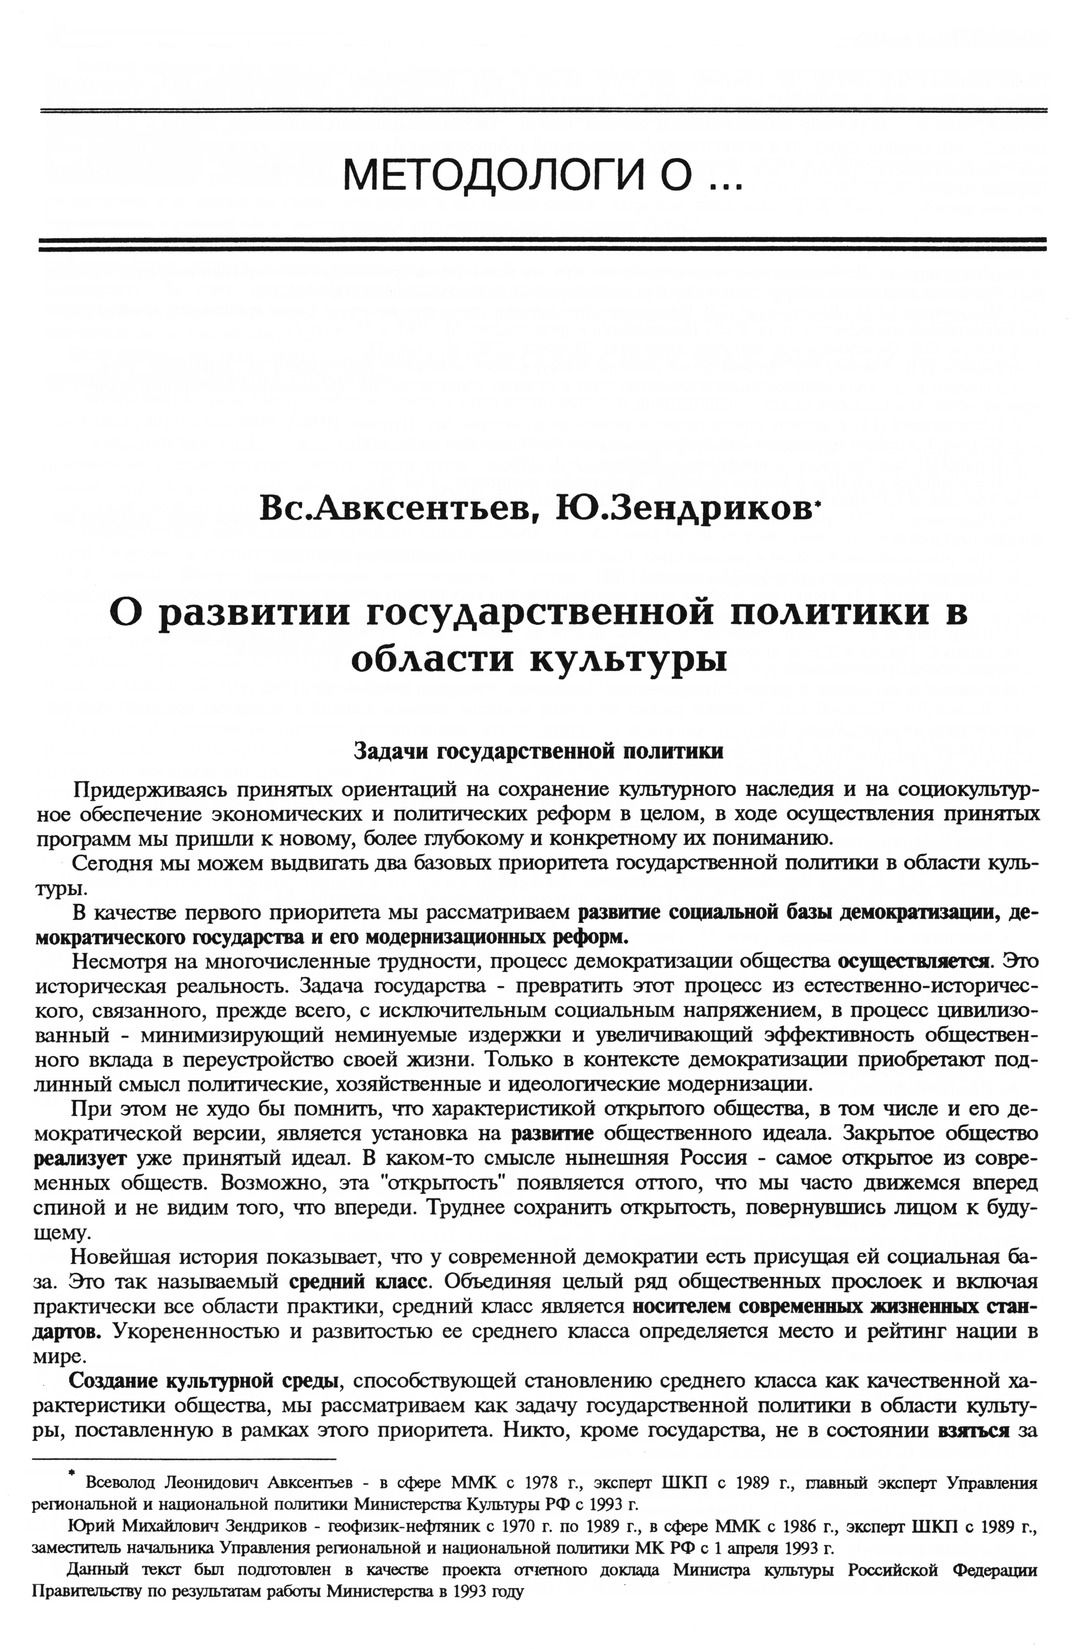 МЕТОДОЛОГИ О ...
Вс.Авксентьев, Ю.Зендриков*
О развитии государственной политики в
области культуры
Задачи государственной политики
Придерживаясь принятых ориентаций на сохранение культурного наследия и на социокультур-
ное обеспечение экономических и политических реформ в целом, в ходе осуществления принятых
программ мы пришли к новому, более глубокому и конкретному их пониманию.
Сегодня мы можем выдвигать два базовых приоритета государственной политики в области куль-
туры.
В качестве первого приоритета мы рассматриваем развитие социальной базы демократизации, де-
мократического государства и его модернизационных реформ.
Несмотря на многочисленные трудности, процесс демократизации общества осуществляется. Это
историческая реальность. Задача государства - превратить этот процесс из естественно-историчес-
кого, связанного, прежде всего, с исключительным социальным напряжением, в процесс цивилизо-
ванный - минимизирующий неминуемые издержки и увеличивающий эффективность обществен-
ного вклада в переустройство своей жизни. Только в контексте демократизации приобретают под-
линный смысл политические, хозяйственные и идеологические модернизации.
При этом не худо бы помнить, что характеристикой открытого общества, в том числе и его де-
мократической версии, является установка на развитие общественного идеала. Закрытое общество
реализует уже принятый идеал. В каком-то смысле нынешняя Россия - самое открытое из совре-
менных обществ. Возможно, эта "открытость" появляется оттого, что мы часто движемся вперед
спиной и не видим того, что впереди. Труднее сохранить открытость, повернувшись лицом к буду-
щему.
Новейшая история показывает, что у современной демократии есть присущая ей социальная ба-
за. Это так называемый средний класс. Объединяя целый ряд общественных прослоек и включая
практически все области практики, средний класс является носителем современных жизненных стан-
дартов. Укорененностью и развитостью ее среднего класса определяется место и рейтинг нации в
мире.
Создание культурной среды, способствующей становлению среднего класса как качественной ха-
рактеристики общества, мы рассматриваем как задачу государственной политики в области культу-
ры, поставленную в рамках этого приоритета. Никто, кроме государства, не в состоянии взяться за
* Всеволод Леонидович Авксентьев - в сфере ММК с 1978 г., эксперт ШКП с 1989 г., главный эксперт Управления
региональной и национальной политики Министерства Культуры РФ с 1993 г.
Юрий Михайлович Зендриков - геофизик-нефтяник с 1970 г. по 1989 г., в сфере ММК с 1986 г., эксперт ШКП с 1989 г.,
заместитель начальника Управления региональной и национальной политики МК РФ с 1 апреля 1993 г.
Данный текст был подготовлен в качестве проекта отчетного доклада Министра культуры Российской Федерации
Правительству по результатам работы Министерства в 1993 году